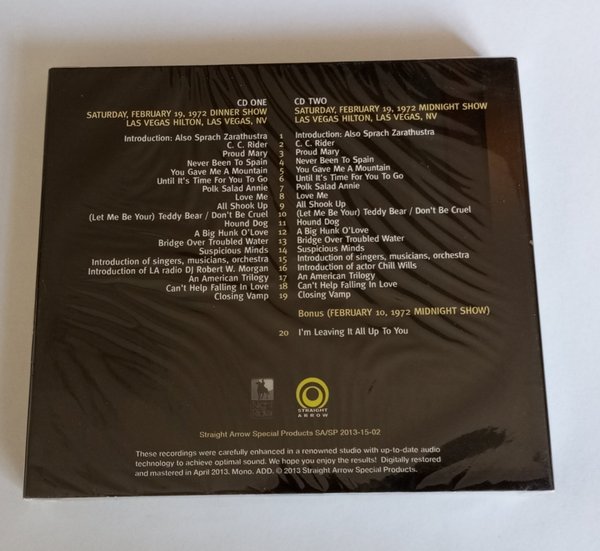 CD ONE
SATURDAY, FEBRUARY 19, 1972 DINNER SHOW
LAS VEGAS HILTON, LAS VEGAS, NV
Introduction: Also Sprach Zarathustra 1
C. C. Rider 2
Proud Mary 3
Never Been To Spain 4
You Gave Me A Mountain 5
Until It's Time For You To Go 6
Polk Salad Annie 7
Love Me 8
All Shook Up 9
(Let Me Be Your) Teddy Bear / Don't Be Cruel 10
Hound Dog 11
A Big Hunk O'Love 12
Bridge Over Troubled Water 13
Suspicious Minds 14
Introduction of singers, musicians, orchestra 15
Introduction of LA radio DJ Robert W. Morgan 16
An American Trilogy 17
Can't Help Falling In Love 18
Closing Vamp 19
CD TWO
SATURDAY, FEBRUARY 19, 1972 MIDNIGHT SHOW
LAS VEGAS HILTON, LAS VEGAS, NV
Introduction: Also Sprach Zarathustra
C. C. Rider
Proud Mary
Never Been To Spain
You Gave Me A Mountain
Until It's Time For You To Go
Polk Salad Annie
Love Me
All Shook Up
(Let Me Be Your) Teddy Bear / Don't Be Cruel
Hound Dog
A Big Hunk O'Love
Bridge Over Troubled Water
Suspicious Minds
Introduction of singers, musicians, orchestra
Introduction of actor Chill Wills
An American Trilogy
Can't Help Falling In Love
Closing Vamp
Bonus (FEBRUARY 10, 1972 MIDNIGHT SHOW)
20 I'm Leaving It All Up To You
STRAIGHT
ARROW
Straight Arrow Special Products SA/SP 2013-15-02
These recordings were carefully enhanced in a renowned studio with up-to-date audio
technology to achieve optimal sound. We hope you enjoy the results! Digitally restored
and mastered in April 2013. Mono. ADD. © 2013 Straight Arrow Special Products.